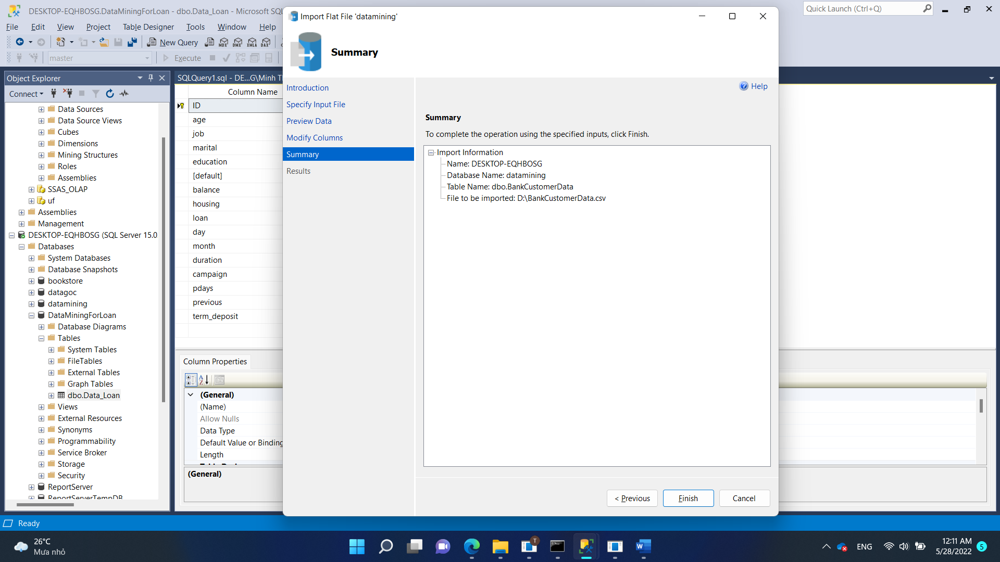 DESKTOP-EQHBOSG.DataMiningForLoan - dbo.Data_Loan - Microsoft SQL
Quick Launch (Ctrl+Q)
File Edit View Project Table Designer Tools Window Help
New Query MDX DMX XMLA DAX
master Execute
Object Explorer
Connect
Data Sources
Data Source Views
Cubes
Dimensions
Mining Structures
Roles
Assemblies
SSAS_OLAP
uf
Assemblies
Management
DESKTOP-EQHBOSG (SQL Server 15.0
Databases
System Databases
Database Snapshots
bookstore
datagoc
datamining
DataMiningForLoan
Database Diagrams
Tables
System Tables
FileTables
External Tables
Graph Tables
dbo.Data_Loan
Views
External Resources
Synonyms
Programmability
Service Broker
Storage
Security
ReportServer
ReportServerTempDB
SQLQuery1.sql - DE...G\Minh T
Column Name
ID
age
job
marital
education
[default]
balance
housing
loan
day
month
duration
campaign
pdays
previous
term_deposit
Column Properties
(General)
(Name)
Allow Nulls
Data Type
Default Value or Binding
Length
(General)
Import Flat File 'datamining'
Summary
Introduction
Specify Input File
Preview Data
Modify Columns
Summary
Results
Help
Summary
To complete the operation using the specified inputs, click Finish.
Import Information
Name: DESKTOP-EQHBOSG
Database Name: datamining
Table Name: dbo.BankCustomerData
File to be imported: D:\BankCustomerData.csv
< Previous Finish Cancel
Ready
26°C
Mưa nhỏ
T
ENG
12:11 AM
5/28/2022
5